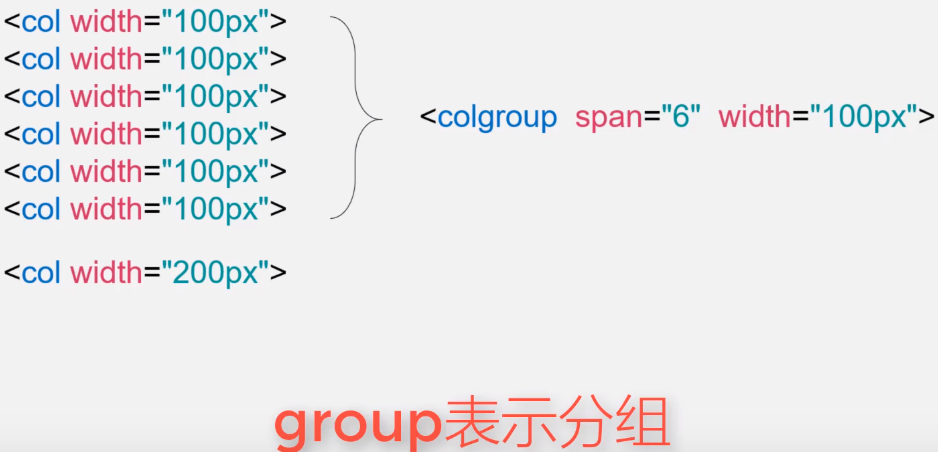 <col width="100px">
<col width="100px">
<col width="100px">
<col width="100px">
<col width="100px">
<col width="100px">
<colgroup span="6" width="100px">
<col width="200px">
group表示分组